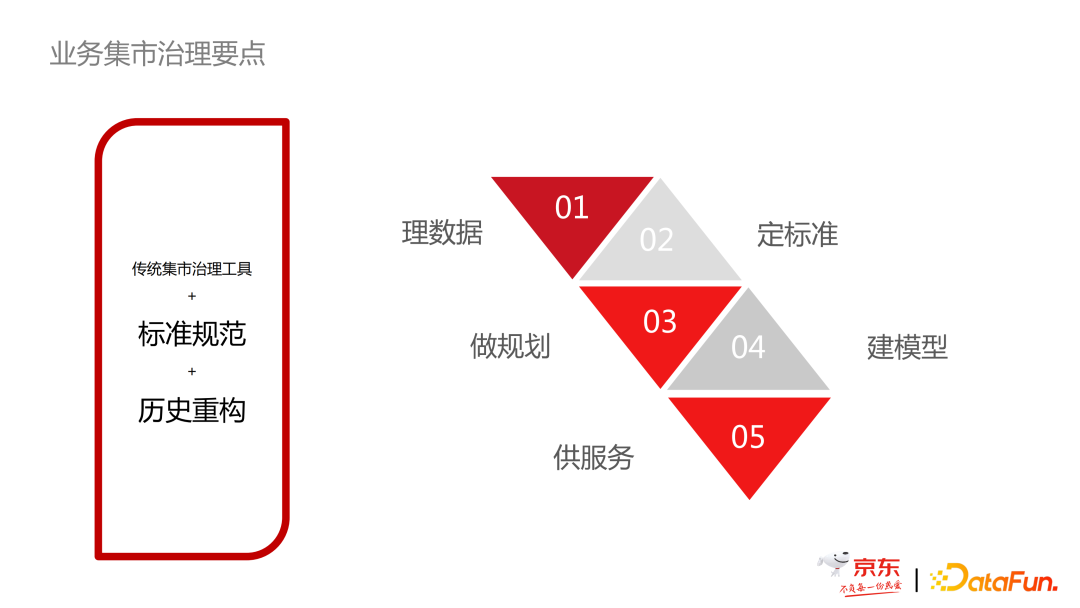 业务集市治理要点
传统集市治理工具
+
标准规范
+
历史重构
01
理数据
02
定标准
03
做规划
04
建模型
05
供服务
京东
不负每一份热爱
DataFun.